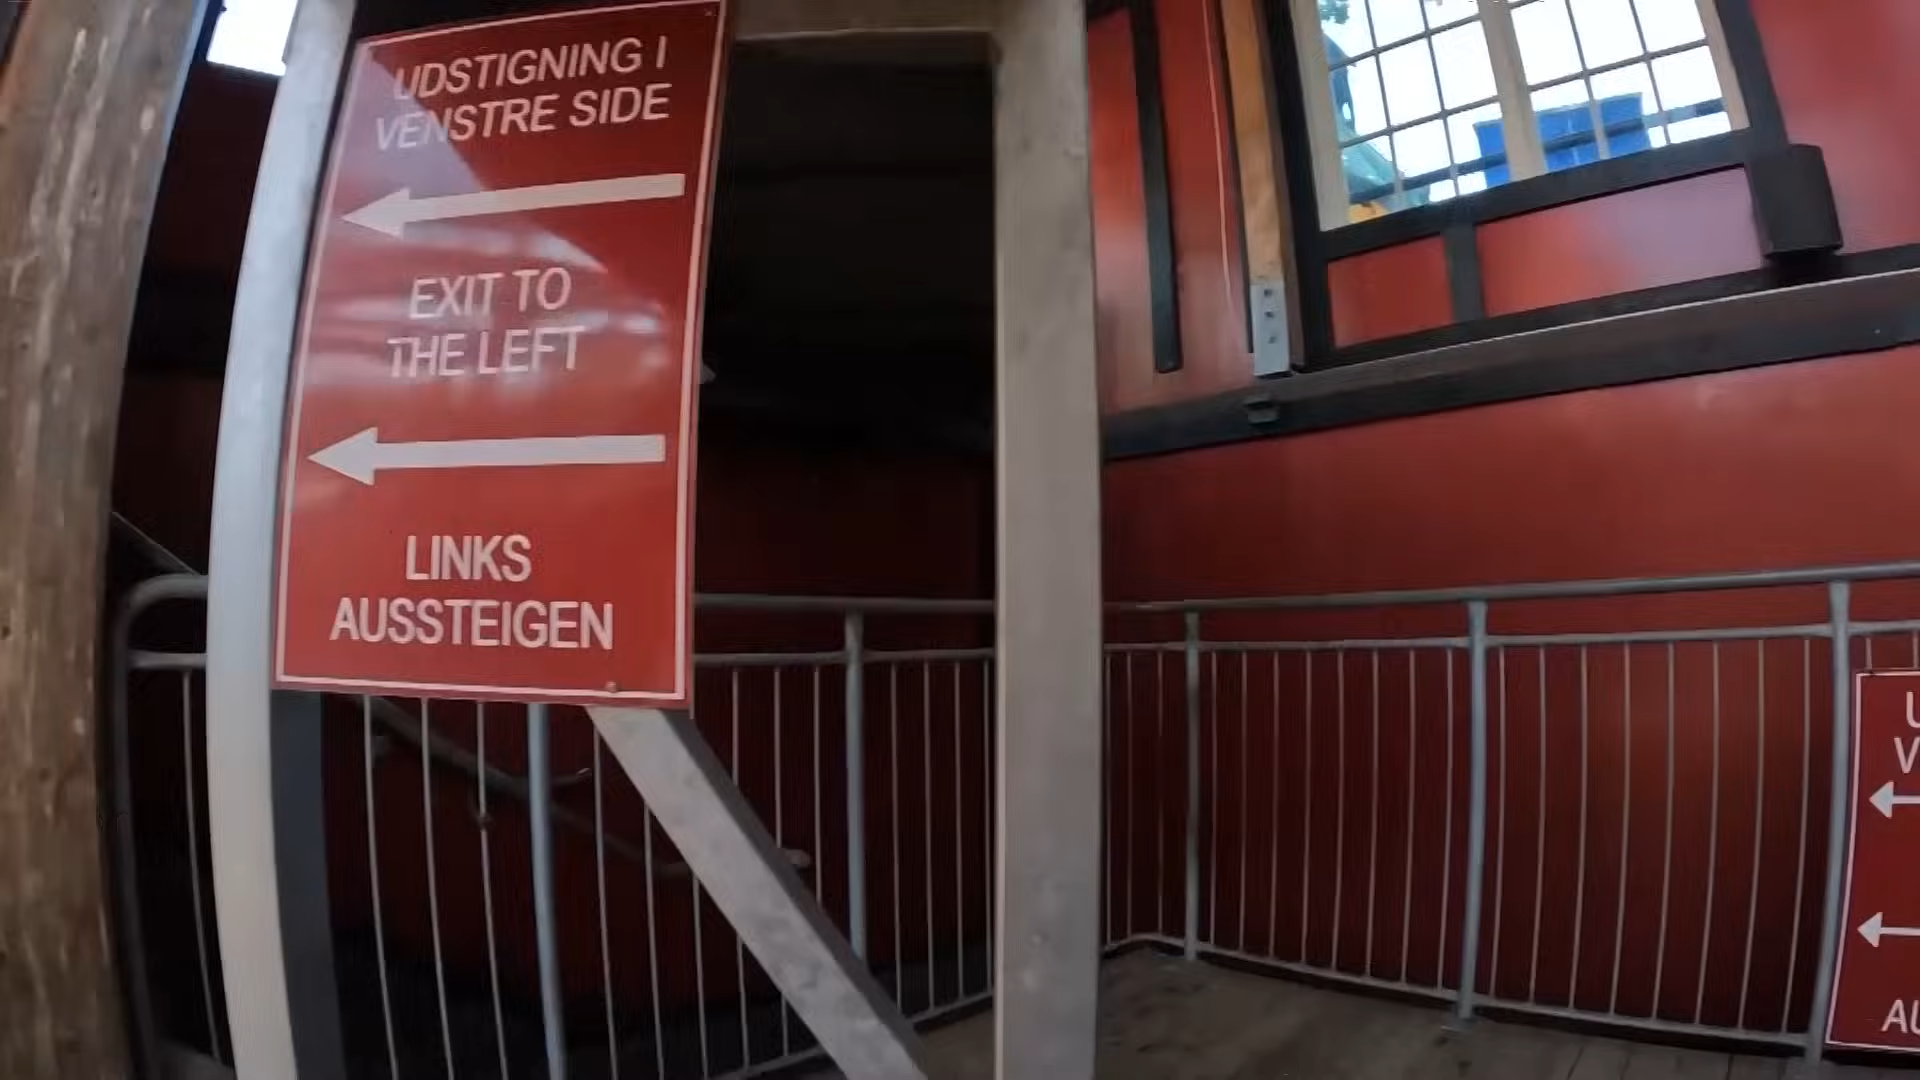 UDSTIGNING I
VENSTRE SIDE
EXIT TO
THE LEFT
LINKS
AUSSTEIGEN